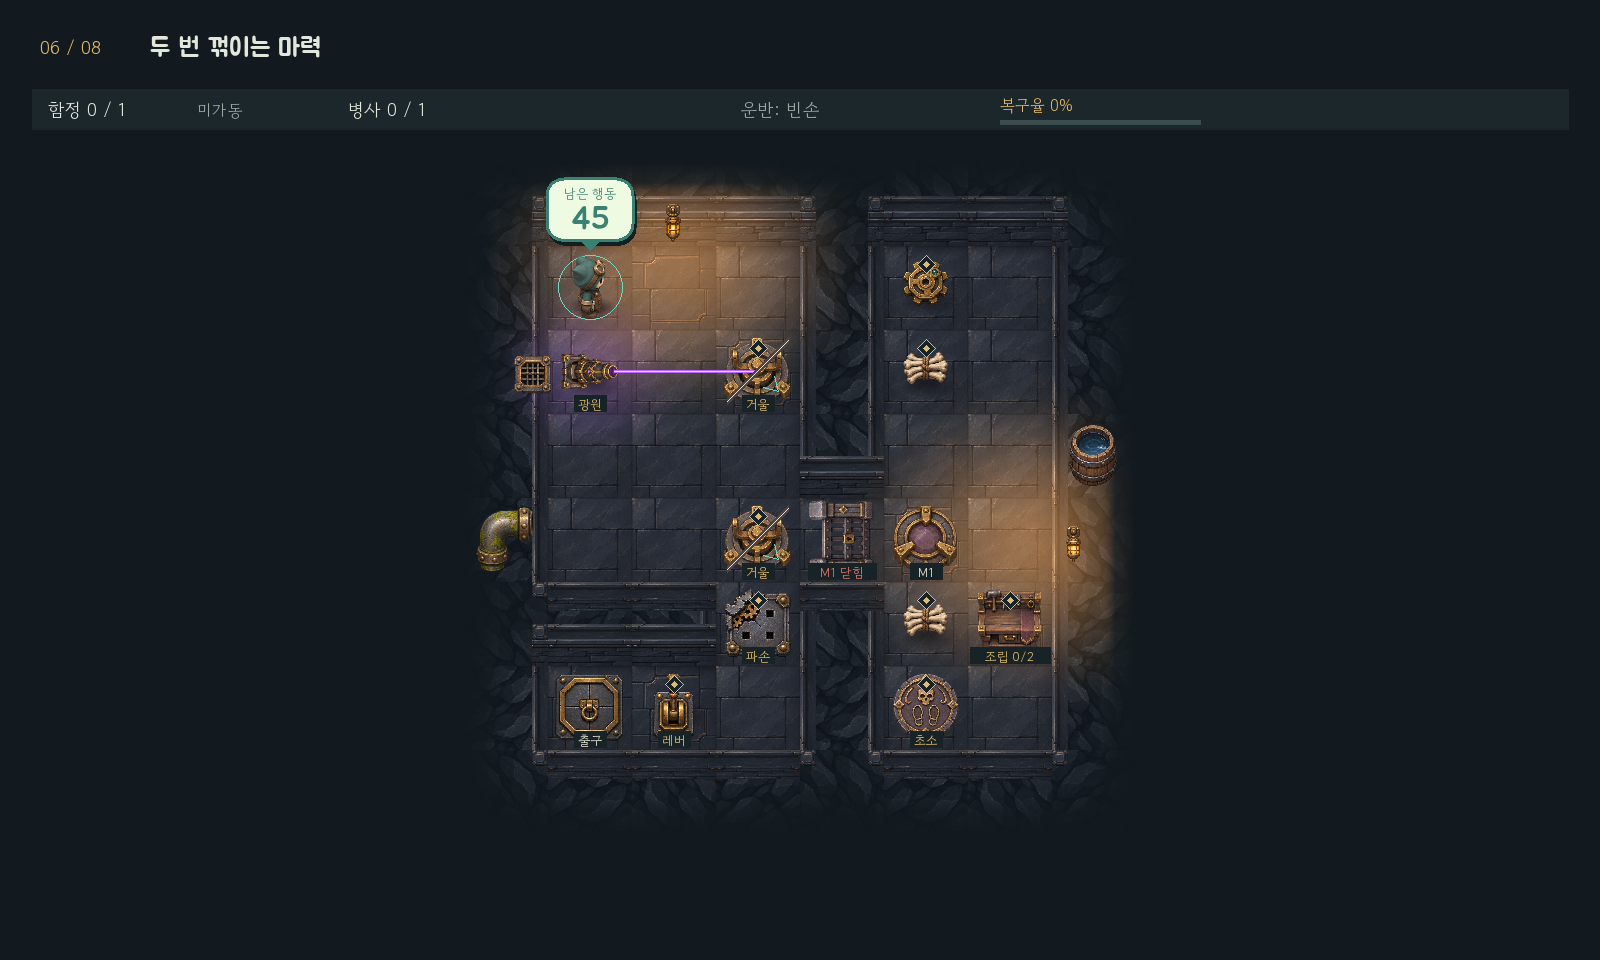 06 / 08
두 번 꺾이는 마력
함정 0 / 1
미가동
병사 0 / 1
운반: 빈손
복구율 0%
남은 행동
45
광원
거울
거울
M1 닫힘
M1
파손
조립 0/2
출구
레버
초소